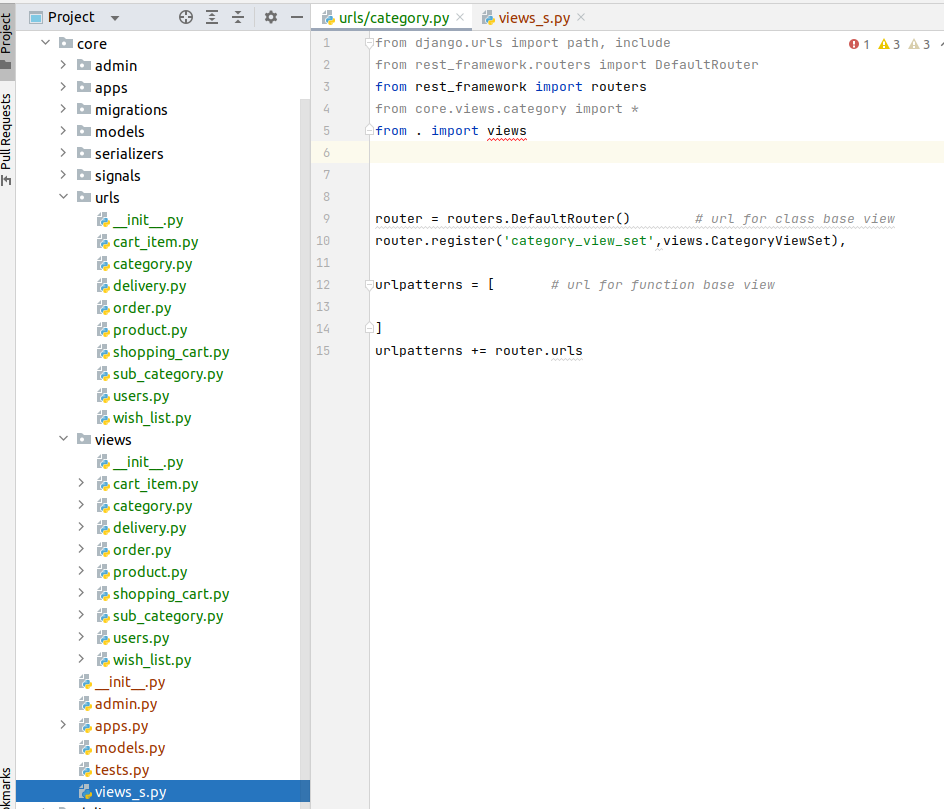 Project
urls/category.py
views_s.py
Project
Pull Requests
core
admin
apps
migrations
models
serializers
signals
urls
__init__.py
cart_item.py
category.py
delivery.py
order.py
product.py
shopping_cart.py
sub_category.py
users.py
wish_list.py
views
__init__.py
cart_item.py
category.py
delivery.py
order.py
product.py
shopping_cart.py
sub_category.py
users.py
wish_list.py
__init__.py
admin.py
apps.py
models.py
tests.py
views_s.py
1 from django.urls import path, include
1 3 3
2 from rest_framework.routers import DefaultRouter
3 from rest_framework import routers
4 from core.views.category import *
5 from . import views
6
7
8
9 router = routers.DefaultRouter() # url for class base view
10 router.register('category_view_set',views.CategoryViewSet),
11
12 urlpatterns = [ # url for function base view
13
14 ]
15 urlpatterns += router.urls